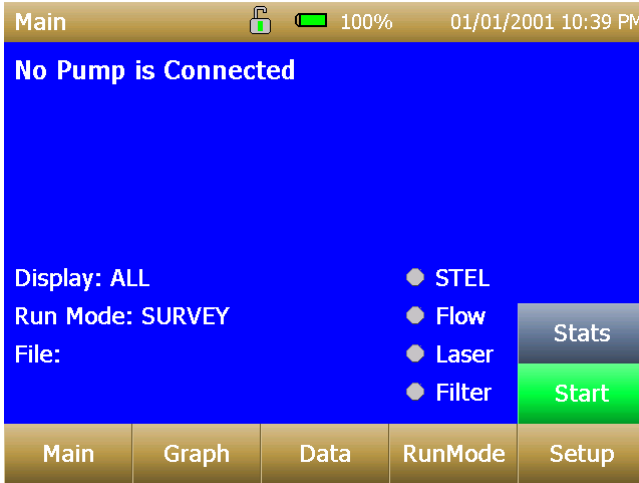 Main 100% 01/01/2001 10:39 PM
No Pump is Connected
Display: ALL
Run Mode: SURVEY
File:
STEL
Flow
Laser
Filter
Stats
Start
Main Graph Data RunMode Setup